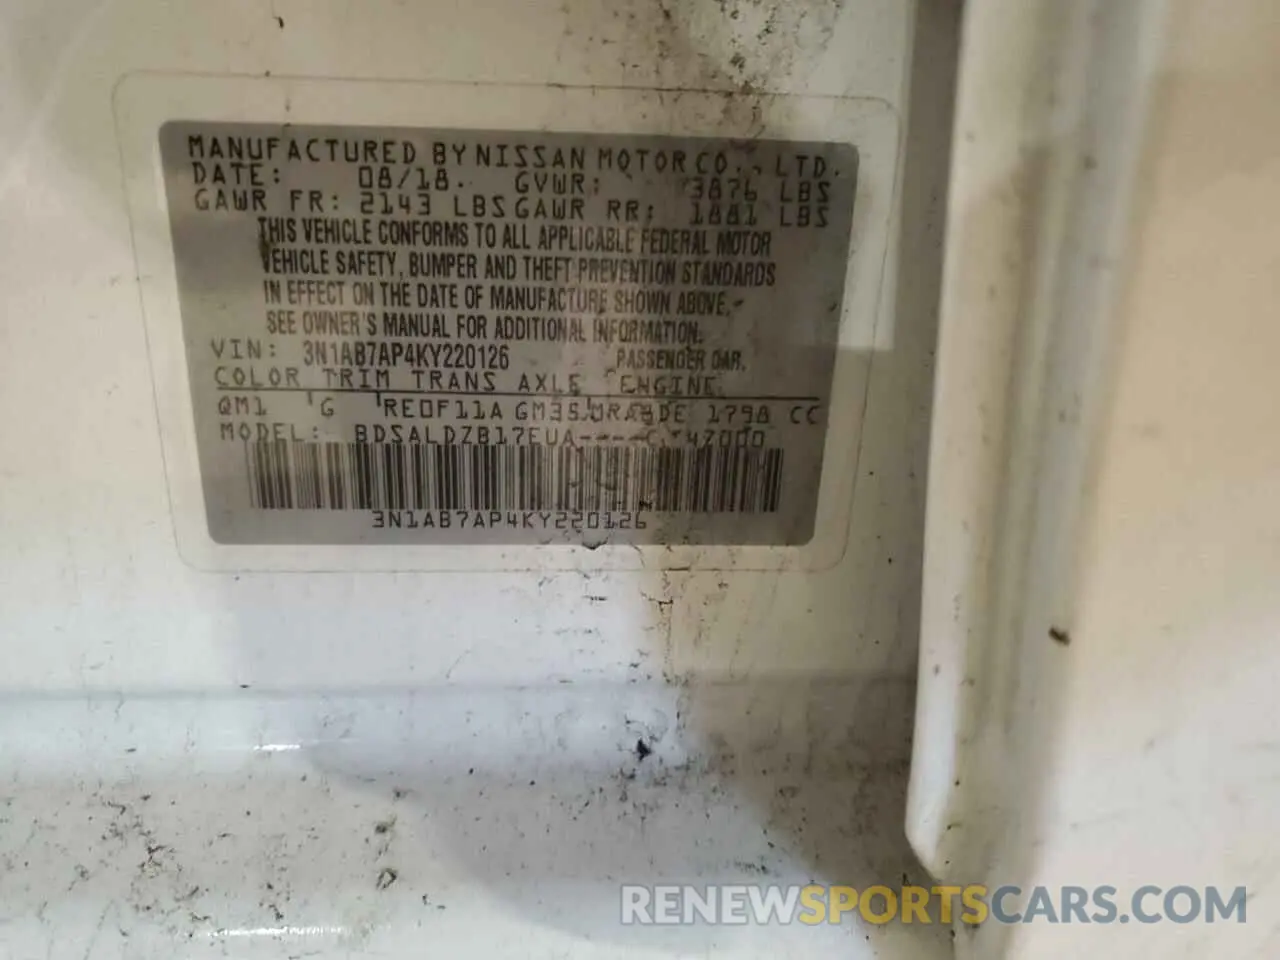 MANUFACTURED BY NISSAN MOTOR CO., LTD.
DATE: 08/18. GVWR: 3876 LBS
GAWR FR: 2143 LBS GAWR RR: 1881 LBS
THIS VEHICLE CONFORMS TO ALL APPLICABLE FEDERAL MOTOR
VEHICLE SAFETY, BUMPER AND THEFT PREVENTION STANDARDS
IN EFFECT ON THE DATE OF MANUFACTURE SHOWN ABOVE.
SEE OWNER'S MANUAL FOR ADDITIONAL INFORMATION.
VIN: 3N1AB7AP4KY220126 PASSENGER CAR.
COLOR TRIM TRANS AXLE ENGINE
QM1 G RE0F11A GM35 1798 CC
MODEL: BDSALDZB17EUA----C
3N1AB7AP4KY220126
RENEWSPORTSCARS.COM